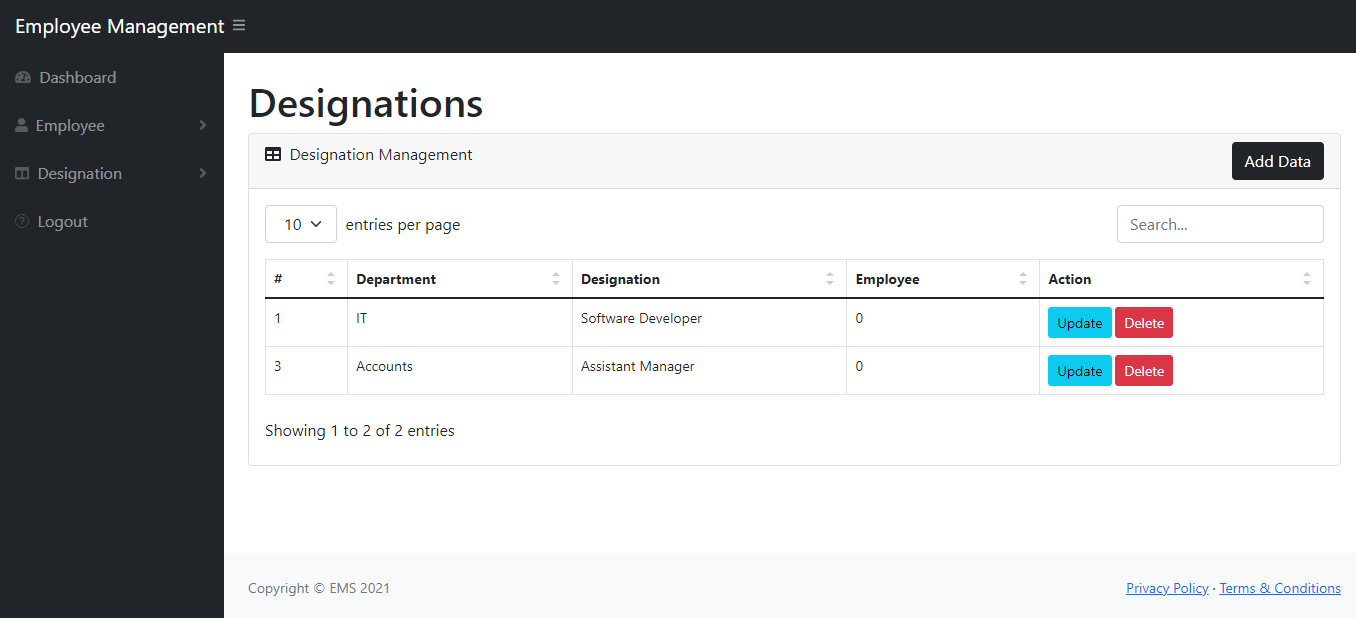 Employee Management
Dashboard
Employee
Designation
Logout
Designations
Designation Management
Add Data
10 entries per page
Search...
# Department Designation Employee Action
1 IT Software Developer 0 Update Delete
3 Accounts Assistant Manager 0 Update Delete
Showing 1 to 2 of 2 entries
Copyright © EMS 2021
Privacy Policy · Terms & Conditions